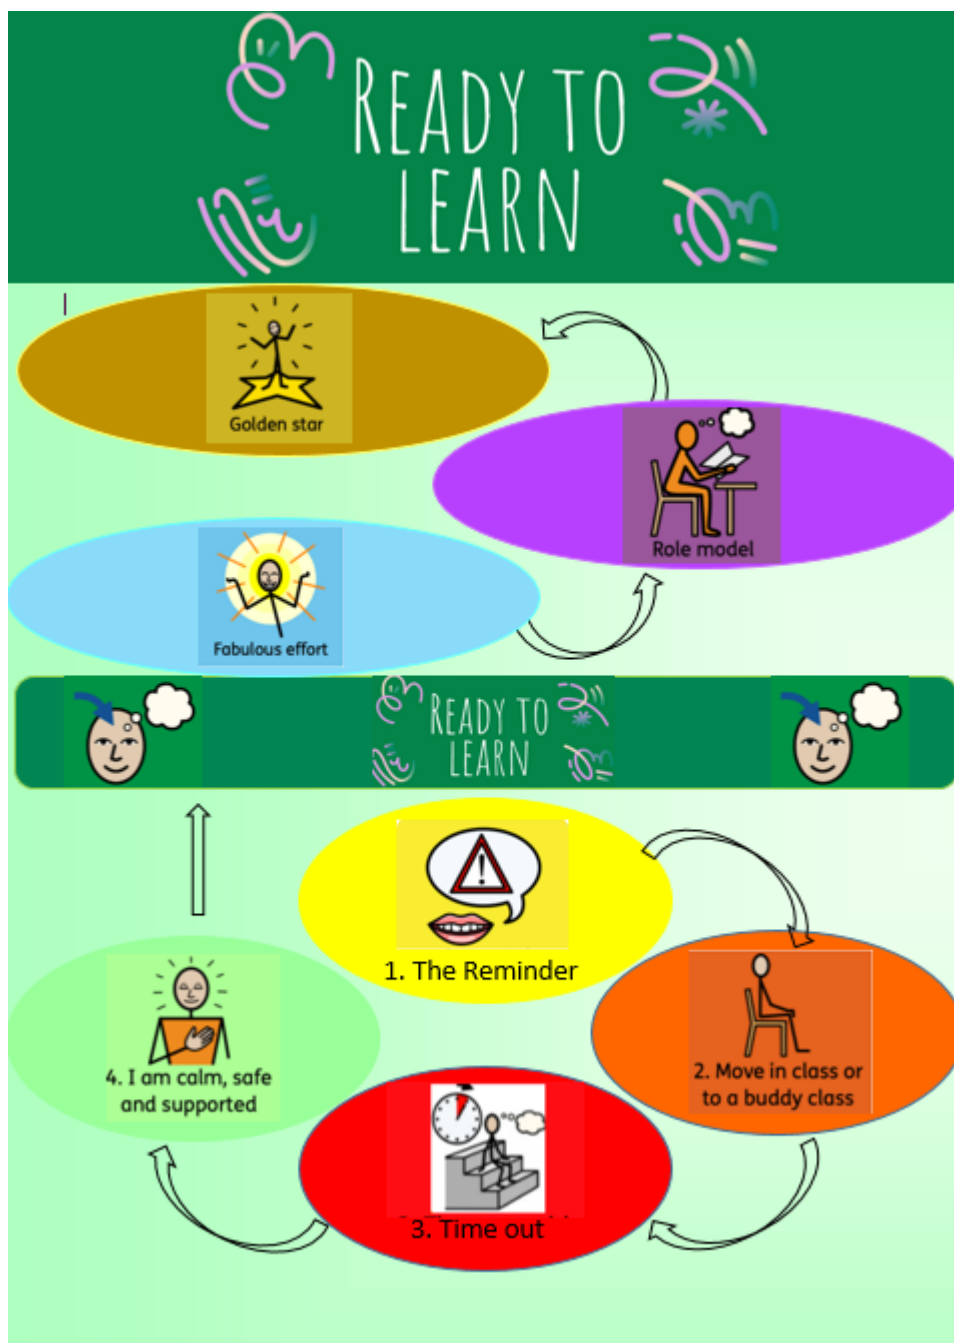 READY TO
LEARN
Golden star
Role model
Fabulous effort
READY TO
LEARN
1. The Reminder
2. Move in class or
to a buddy class
3. Time out
4. I am calm, safe
and supported